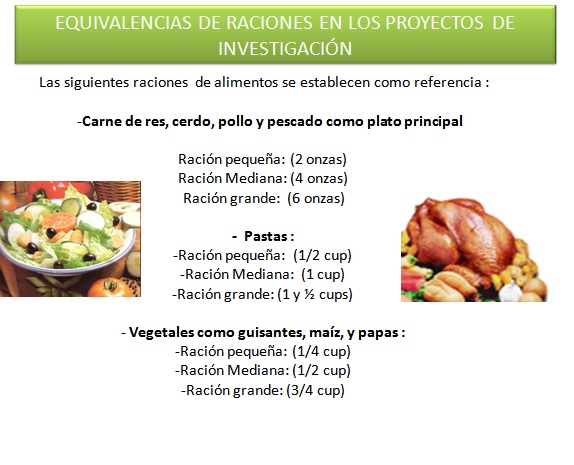 EQUIVALENCIAS DE RACIONES EN LOS PROYECTOS DE
INVESTIGACIÓN
Las siguientes raciones de alimentos se establecen como referencia :
-Carne de res, cerdo, pollo y pescado como plato principal
Ración pequeña: (2 onzas)
Ración Mediana: (4 onzas)
Ración grande: (6 onzas)
- Pastas :
-Ración pequeña: (1/2 cup)
-Ración Mediana: (1 cup)
-Ración grande: (1 y ½ cups)
- Vegetales como guisantes, maíz, y papas :
-Ración pequeña: (1/4 cup)
-Ración Mediana: (1/2 cup)
-Ración grande: (3/4 cup)